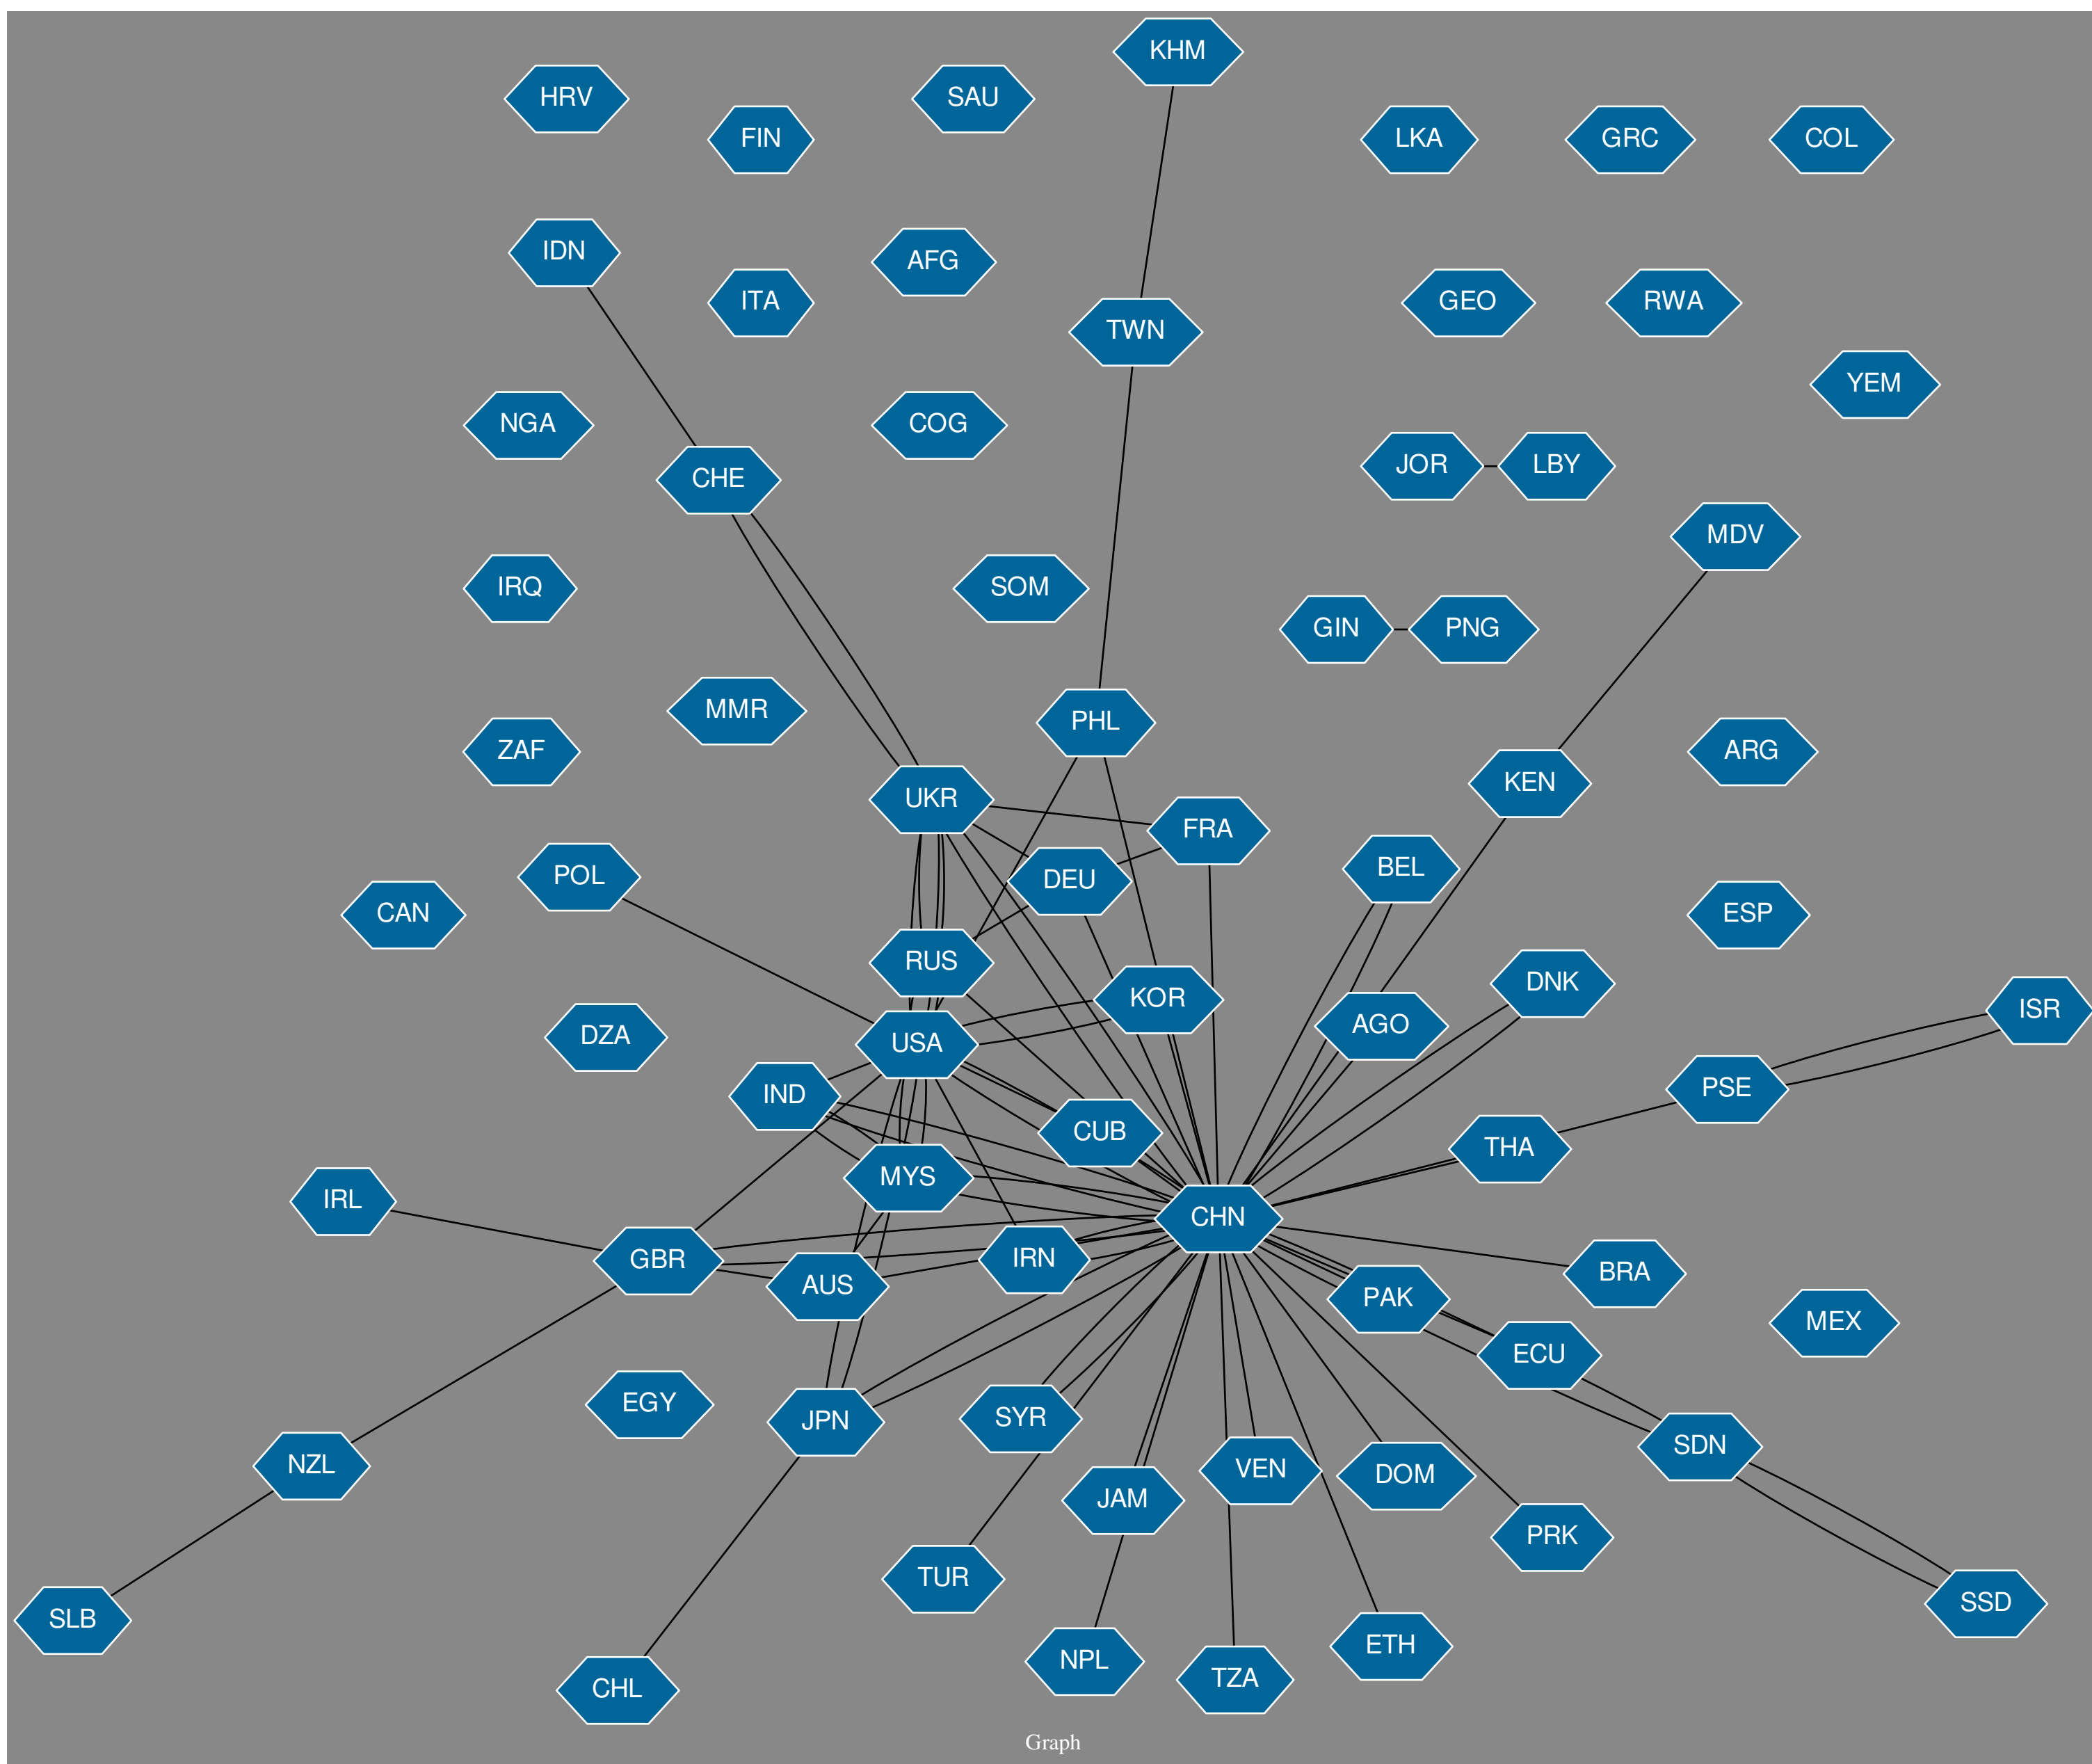 KHM
HRV
SAU
FIN
LKA
GRC
COL
IDN
AFG
ITA
GEO
RWA
TWN
YEM
NGA
COG
JOR
LBY
CHE
MDV
IRQ
SOM
GIN
PNG
MMR
PHL
ZAF
ARG
KEN
UKR
FRA
POL
DEU
BEL
CAN
ESP
RUS
DNK
KOR
ISR
DZA
USA
AGO
IND
PSE
CUB
THA
MYS
IRL
CHN
GBR
IRN
BRA
AUS
PAK
MEX
ECU
EGY
JPN
SYR
SDN
NZL
VEN
DOM
JAM
PRK
TUR
SSD
SLB
ETH
NPL
TZA
CHL
Graph